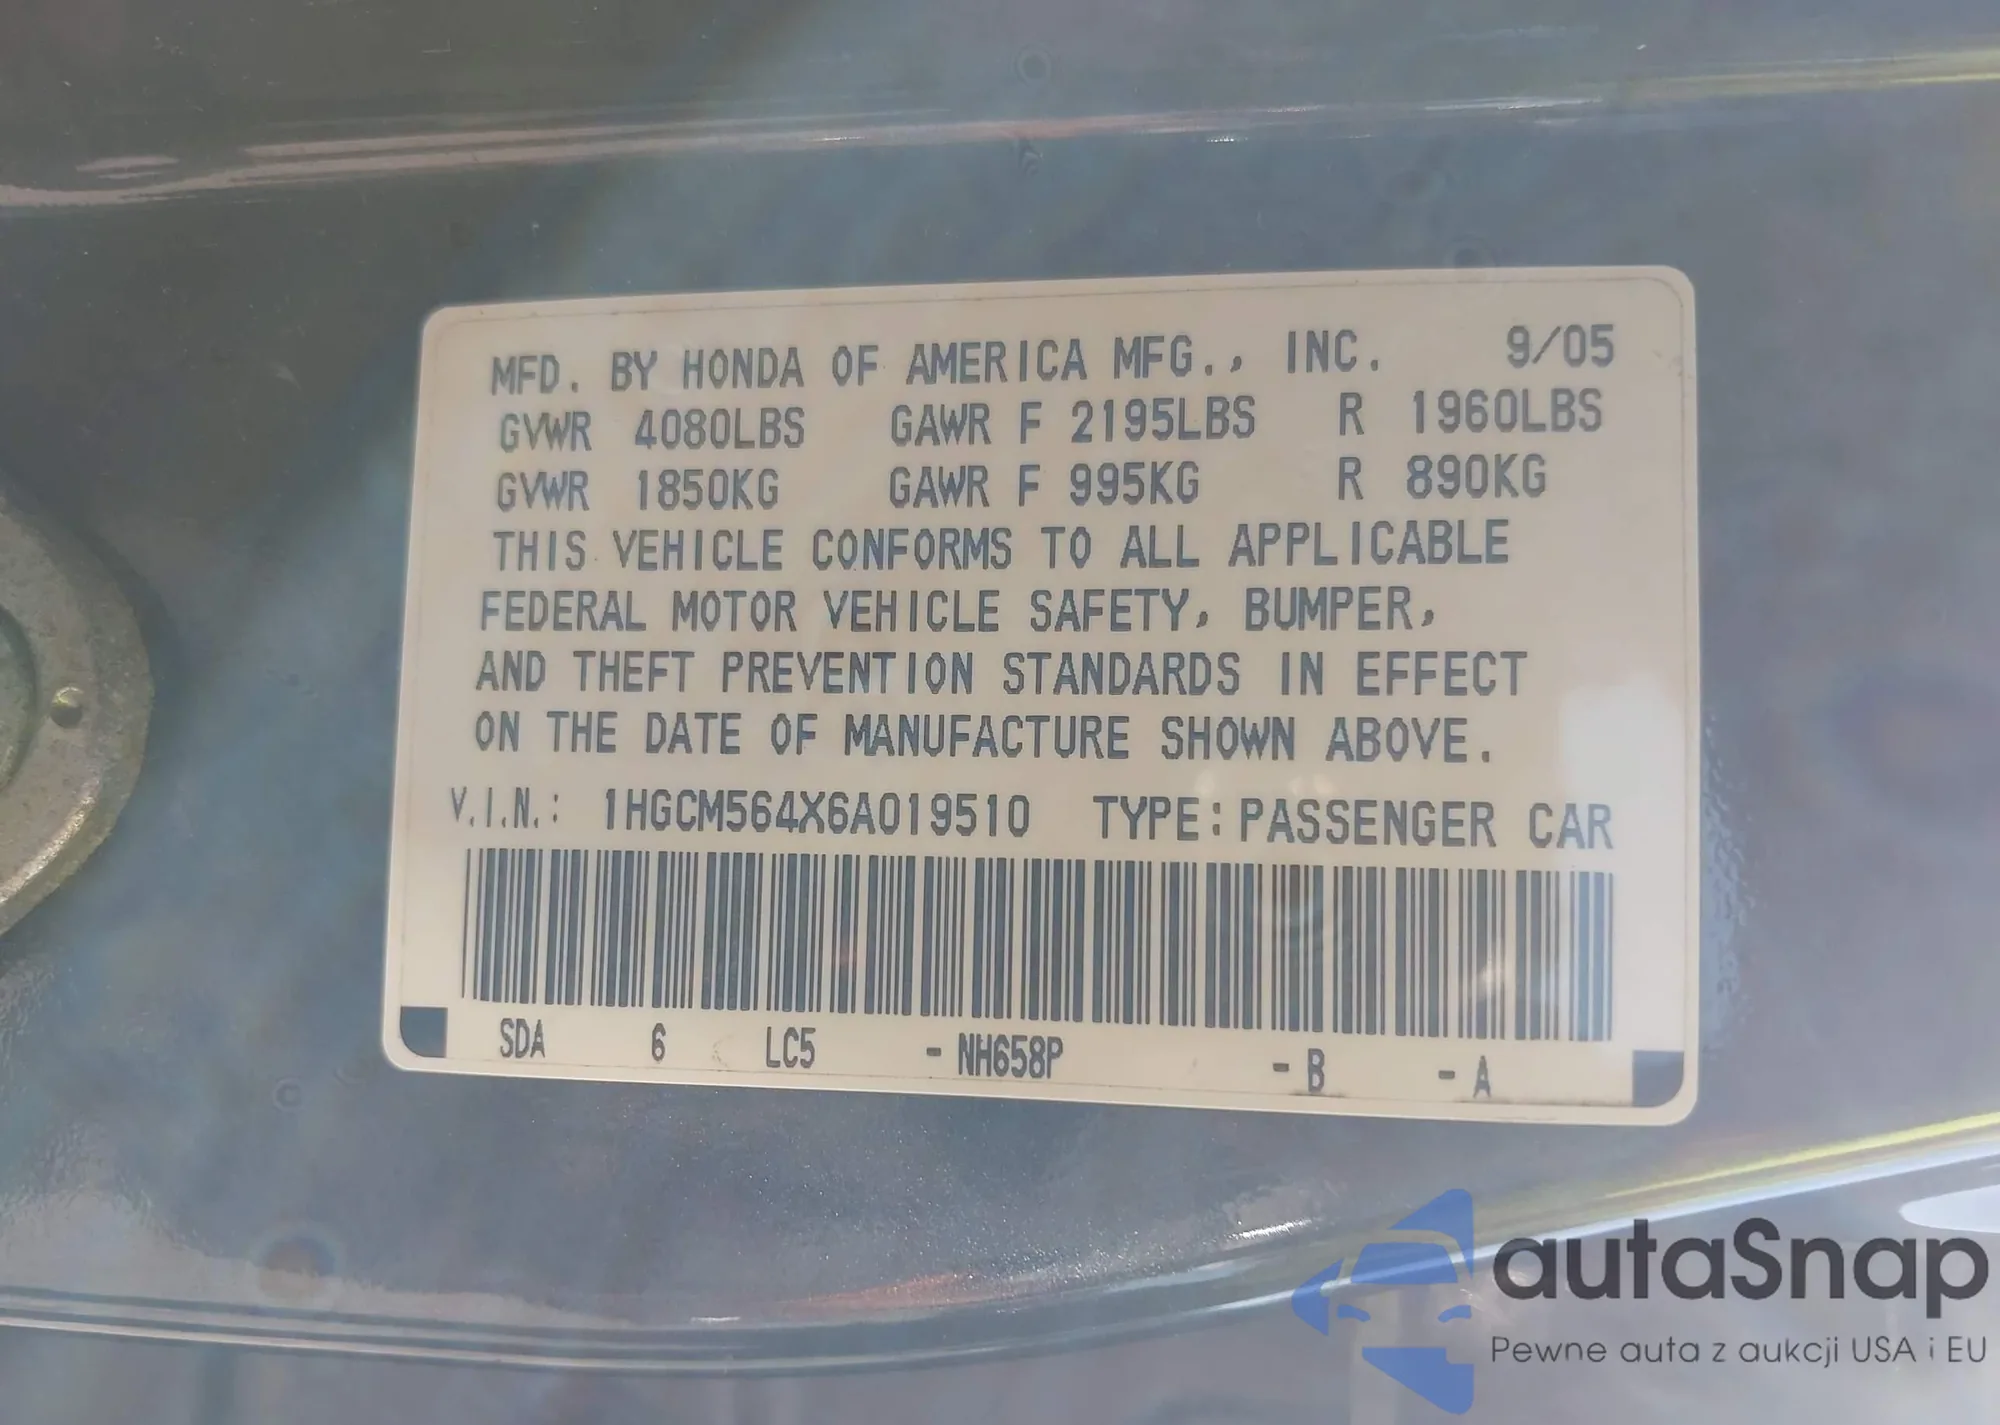 MFD. BY HONDA OF AMERICA MFG., INC. 9/05
GVWR 4080LBS GAWR F 2195LBS R 1960LBS
GVWR 1850KG GAWR F 995KG R 890KG
THIS VEHICLE CONFORMS TO ALL APPLICABLE
FEDERAL MOTOR VEHICLE SAFETY, BUMPER,
AND THEFT PREVENTION STANDARDS IN EFFECT
ON THE DATE OF MANUFACTURE SHOWN ABOVE.
V.I.N.: 1HGCM564X6A019510 TYPE: PASSENGER CAR
SDA 6 LC5 - NH658P - B - A
autaSnap
Pewne auta z aukcji USA i EU